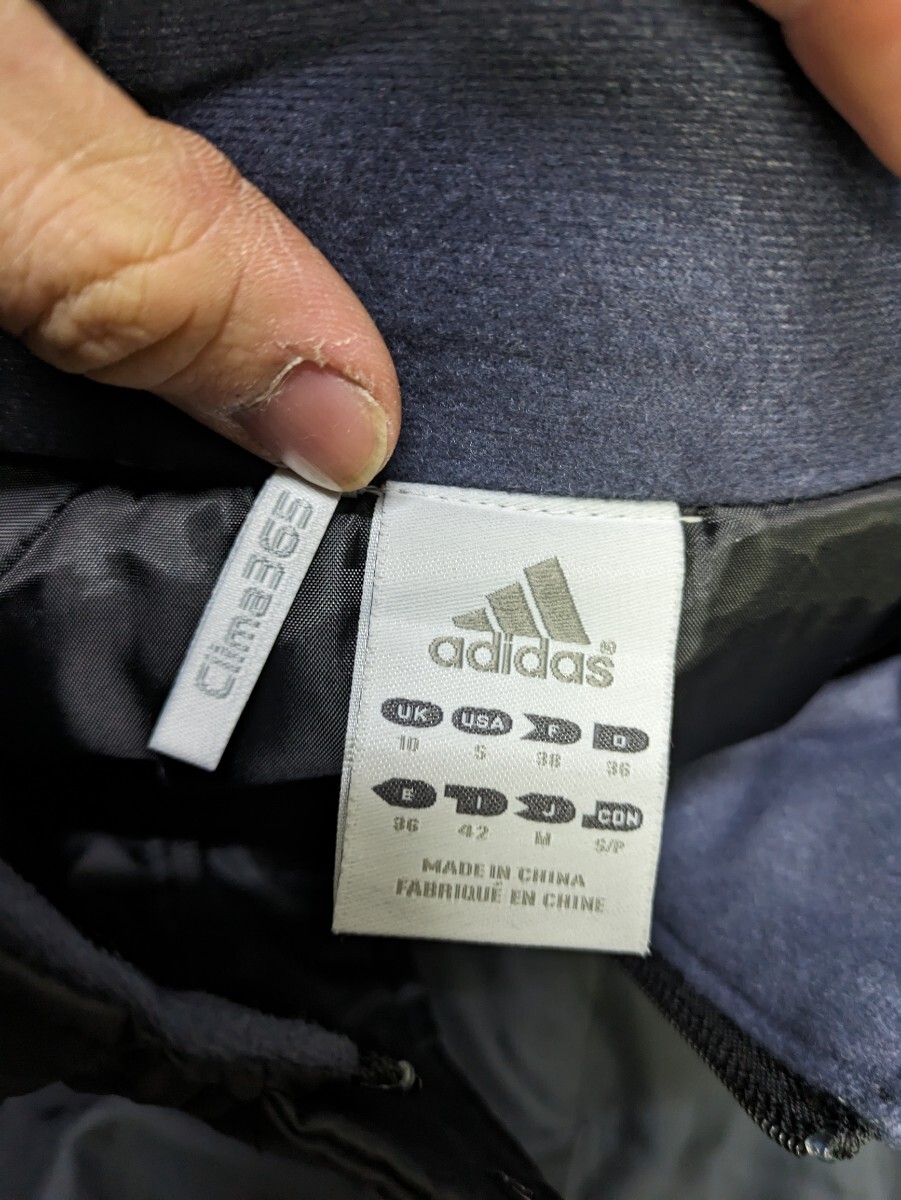 Clima365
adidas®
UK USA F D
10 S 38 36
E I J CON
36 42 M S/P
MADE IN CHINA
FABRIQUÉ EN CHINE